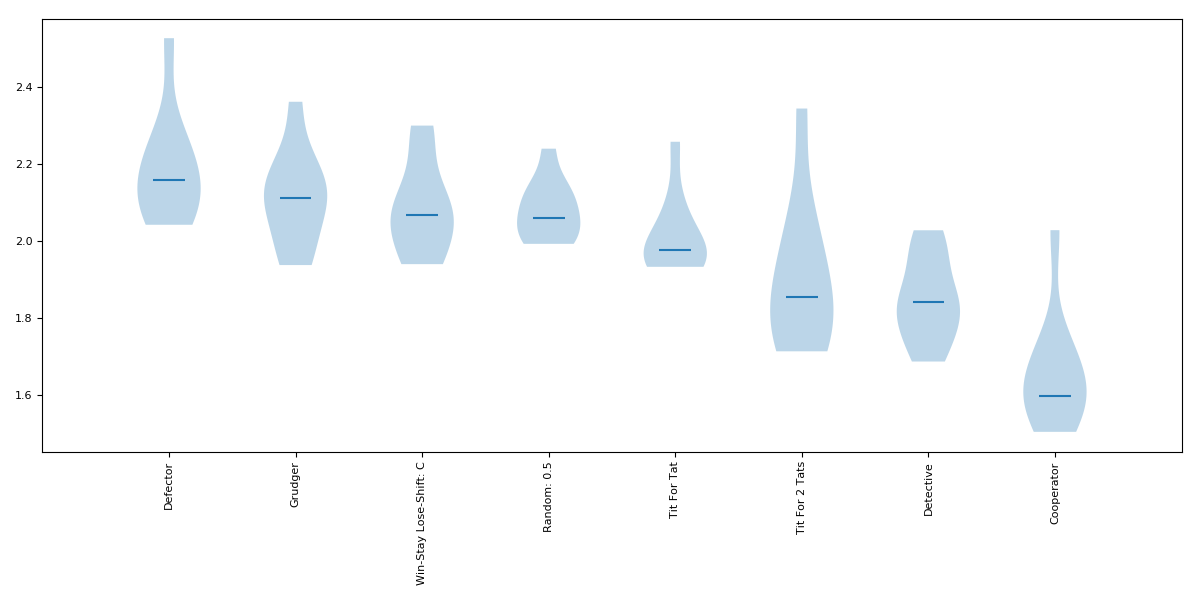 2.4
2.2
2.0
1.8
1.6
Defector
Grudger
Win-Stay Lose-Shift: C
Random: 0.5
Tit For Tat
Tit For 2 Tats
Detective
Cooperator